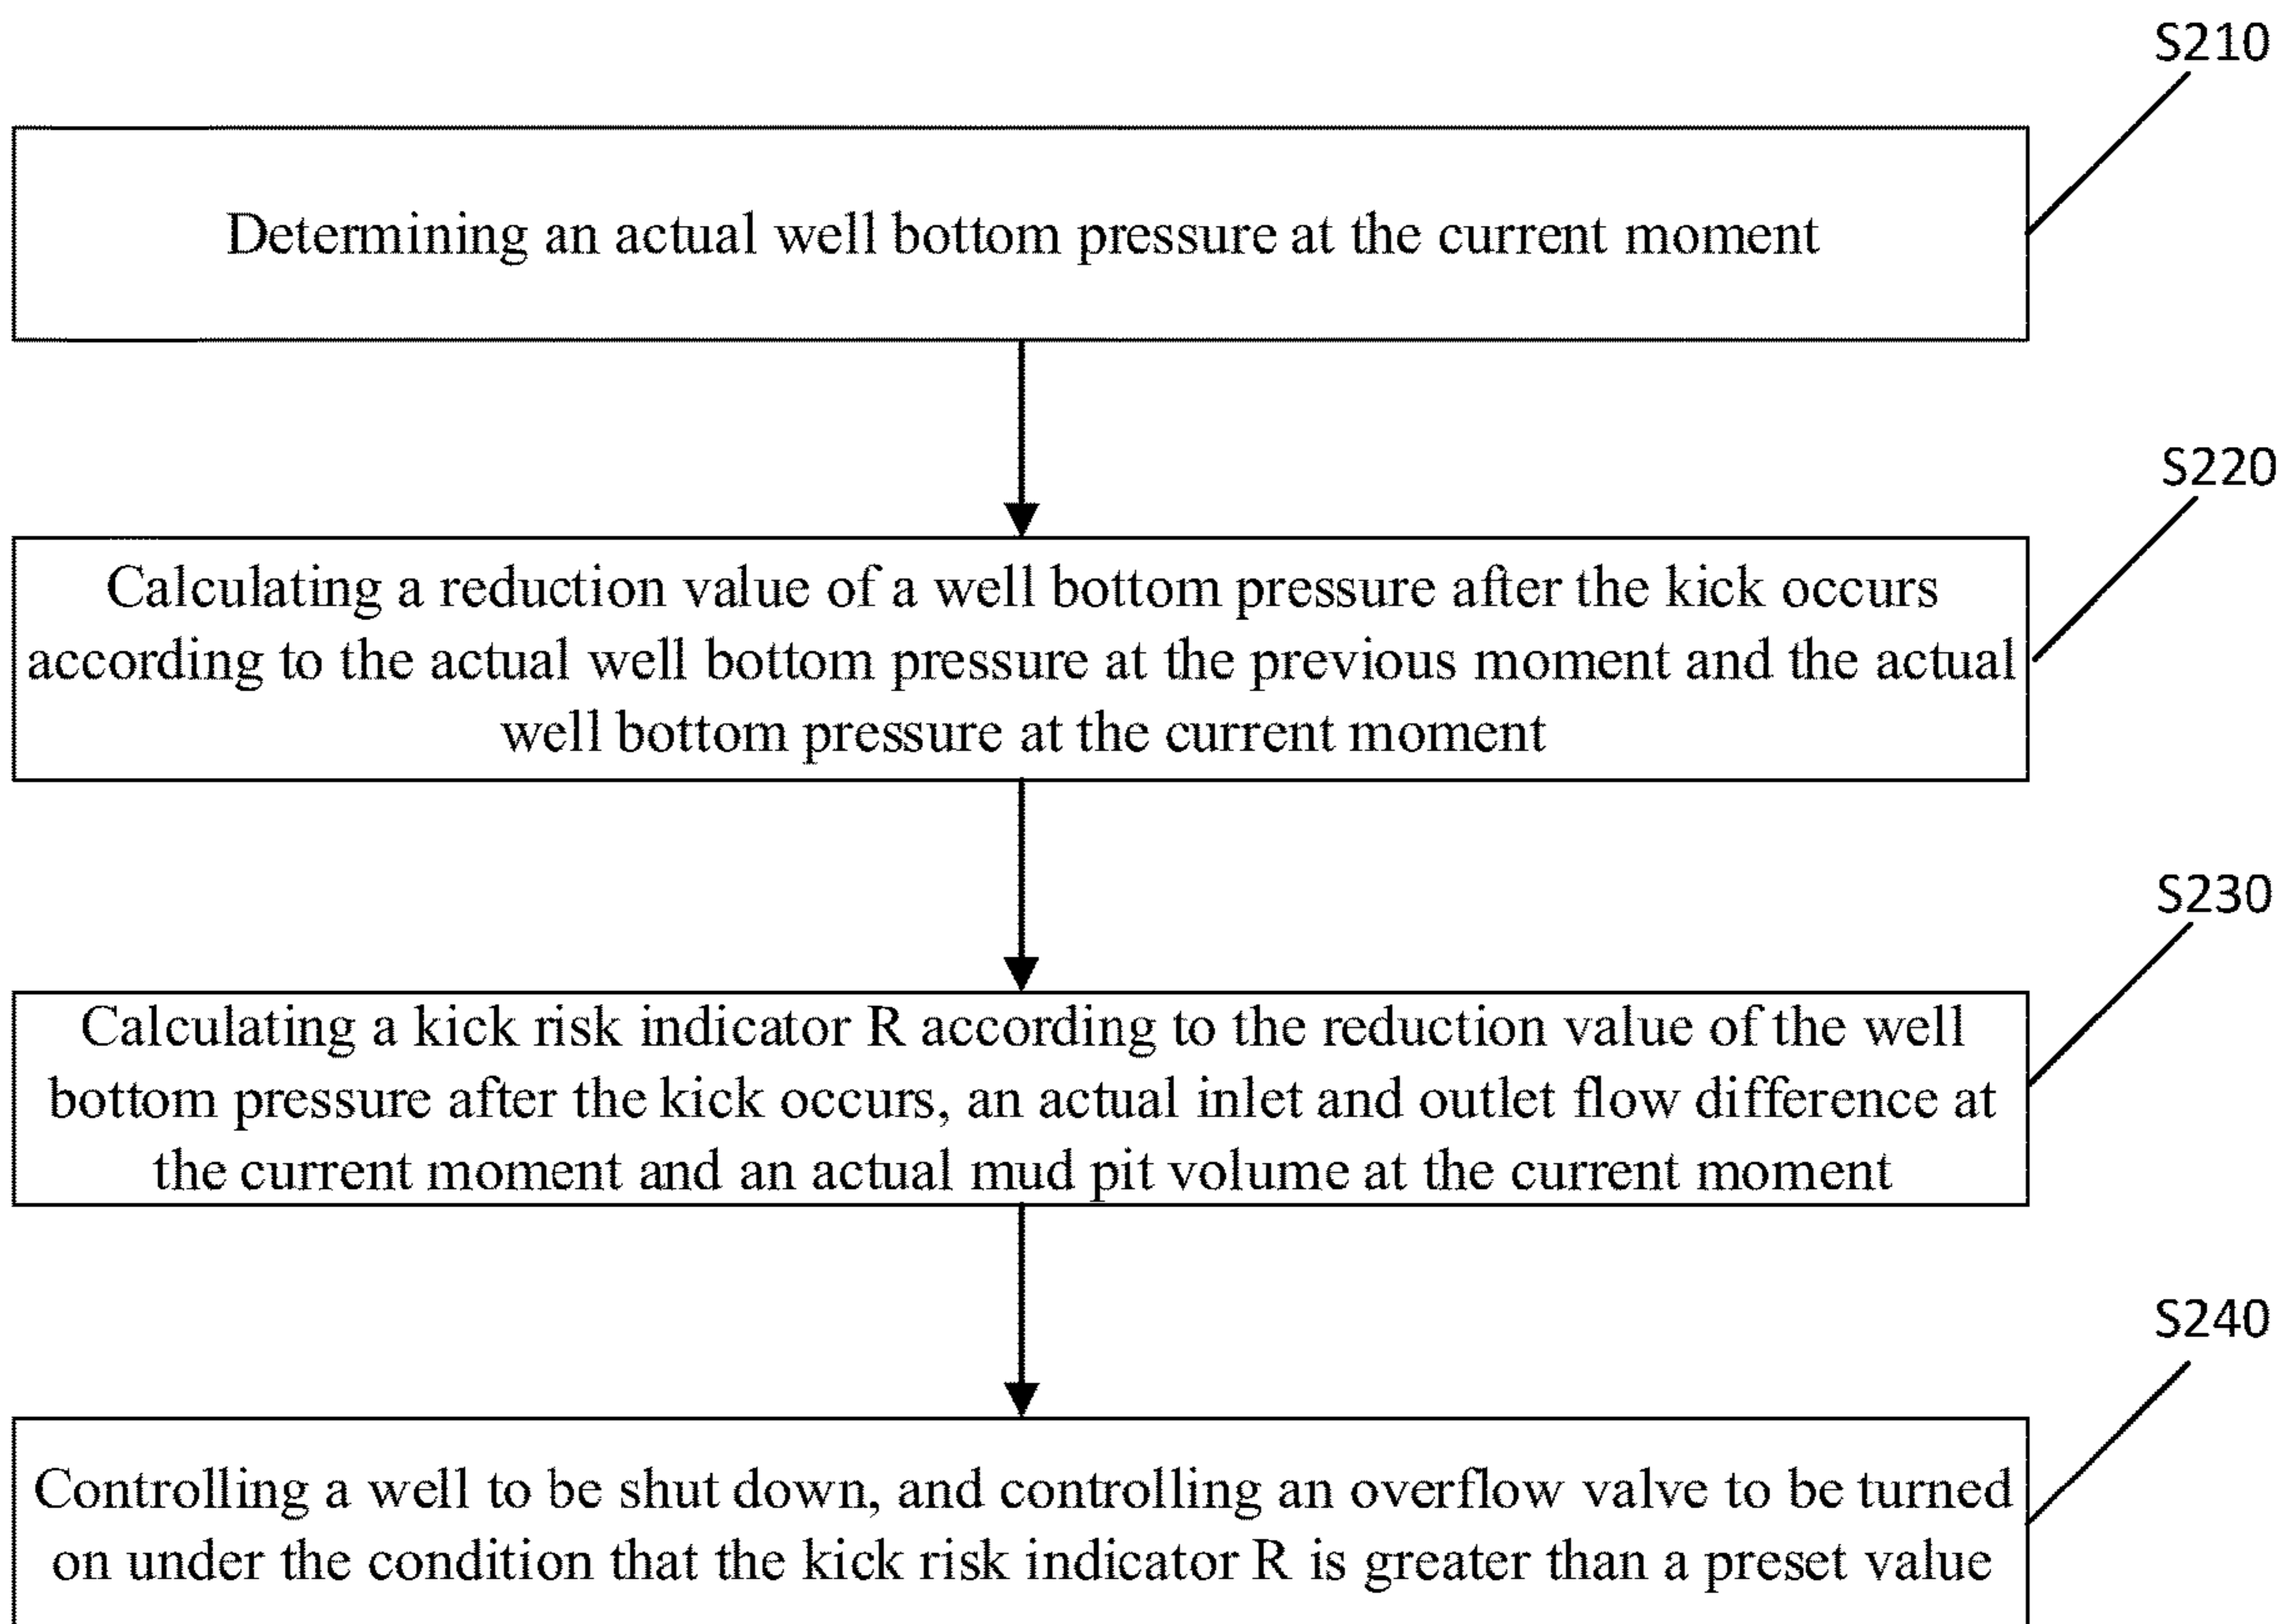 S210
Determining an actual well bottom pressure at the current moment
S220
Calculating a reduction value of a well bottom pressure after the kick occurs
according to the actual well bottom pressure at the previous moment and the actual
well bottom pressure at the current moment
S230
Calculating a kick risk indicator R according to the reduction value of the well
bottom pressure after the kick occurs, an actual inlet and outlet flow difference at
the current moment and an actual mud pit volume at the current moment
S240
Controlling a well to be shut down, and controlling an overflow valve to be turned
on under the condition that the kick risk indicator R is greater than a preset value